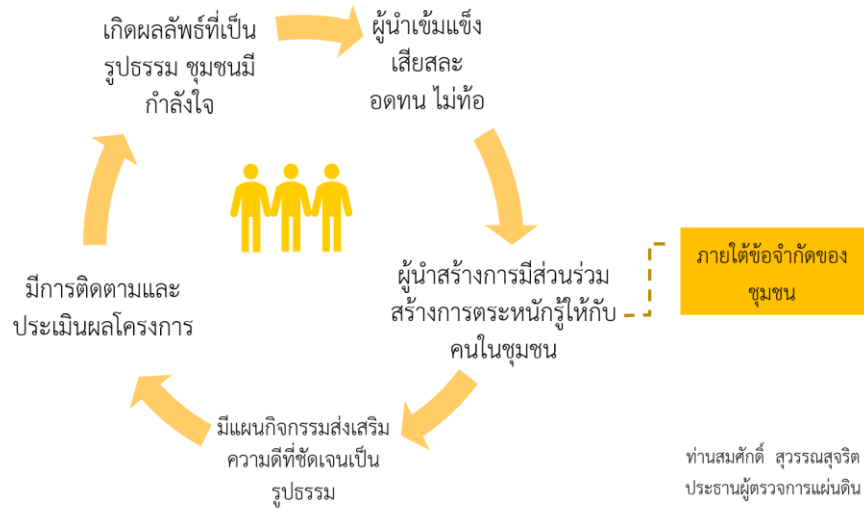 เกิดผลลัพธ์ที่เป็น
รูปธรรม ชุมชนมี
กำลังใจ
ผู้นำเข้มแข็ง
เสียสละ
อดทน ไม่ท้อ
ผู้นำสร้างการมีส่วนร่วม
สร้างการตระหนักรู้ให้กับ
คนในชุมชน
ภายใต้ข้อจำกัดของ
ชุมชน
มีแผนกิจกรรมส่งเสริม
ความดีที่ชัดเจนเป็น
รูปธรรม
มีการติดตามและ
ประเมินผลโครงการ
ท่านสมศักดิ์ สุวรรณสุจริต
ประธานผู้ตรวจการแผ่นดิน